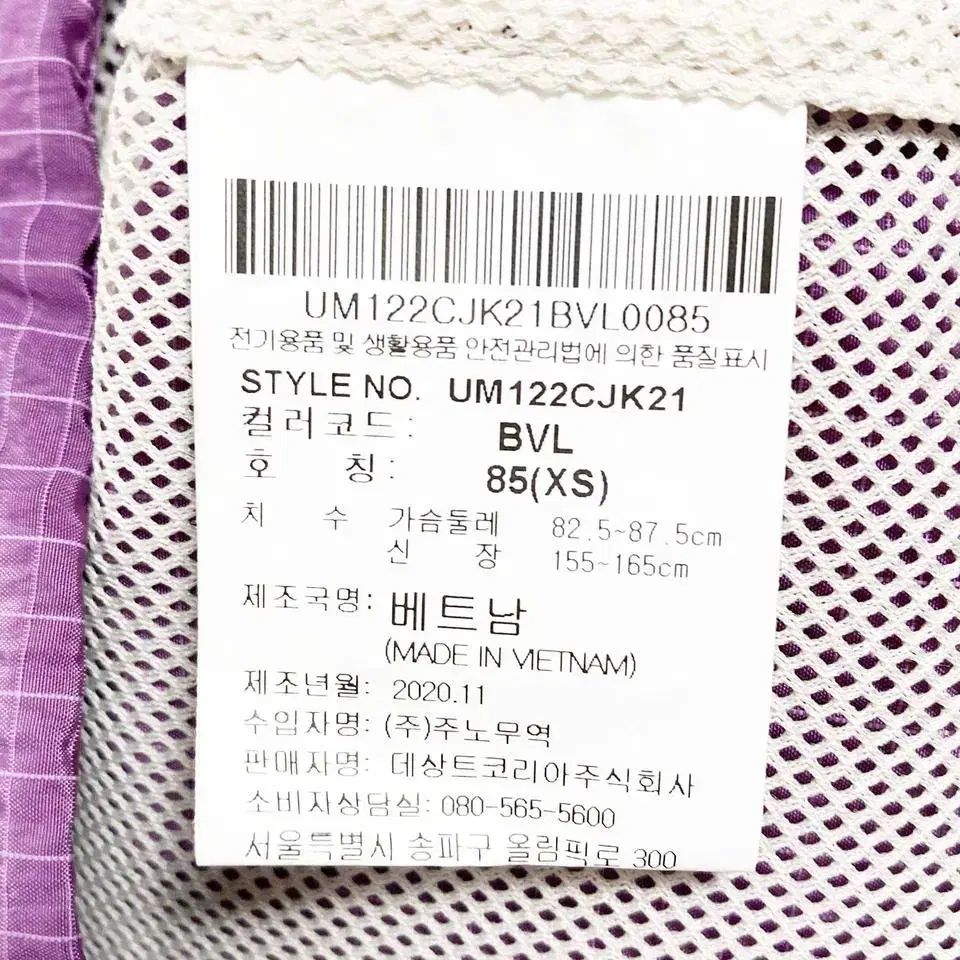 UM122CJK21BVL0085
전기용품 및 생활용품 안전관리법에 의한 품질표시
STYLE NO. UM122CJK21
컬러코드: BVL
호 칭: 85(XS)
치 수 가슴둘레 82.5~87.5cm
신 장 155~165cm
제조국명: 베트남
(MADE IN VIETNAM)
제조년월: 2020.11
수입자명: (주)주노무역
판매자명: 데상트코리아주식회사
소비자상담실: 080-565-5600
서울특별시 송파구 올림픽로 300